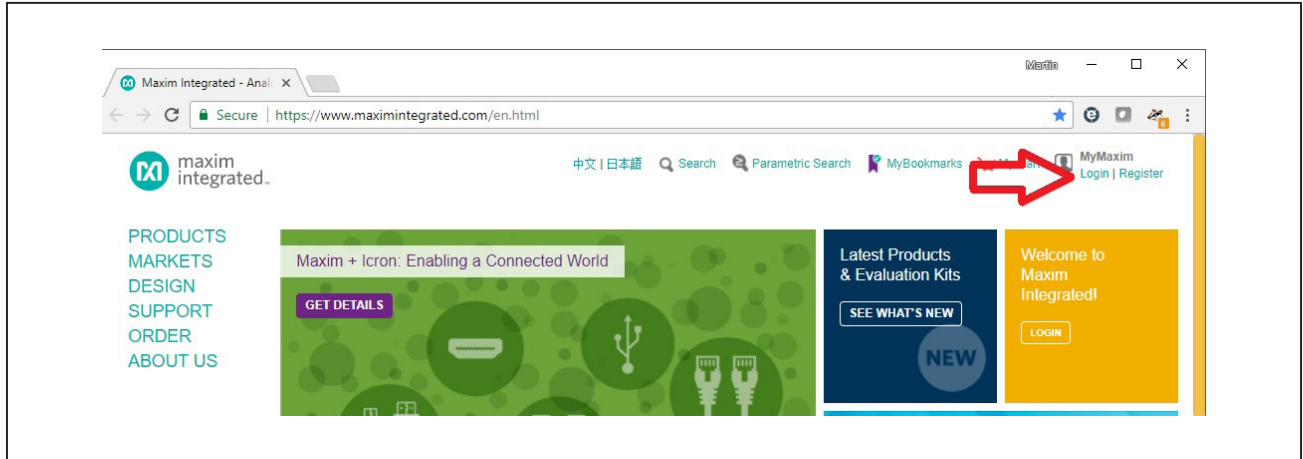 Martin
Maxim Integrated - Anal
Secure | https://www.maximintegrated.com/en.html
6
maxim
integrated™
中文 | 日本語 Search Parametric Search MyBookmarks
MyMaxim
Login | Register
PRODUCTS
MARKETS
DESIGN
SUPPORT
ORDER
ABOUT US
Maxim + Icron: Enabling a Connected World
GET DETAILS
Latest Products
& Evaluation Kits
SEE WHAT'S NEW
NEW
Welcome to
Maxim
Integrated!
LOGIN